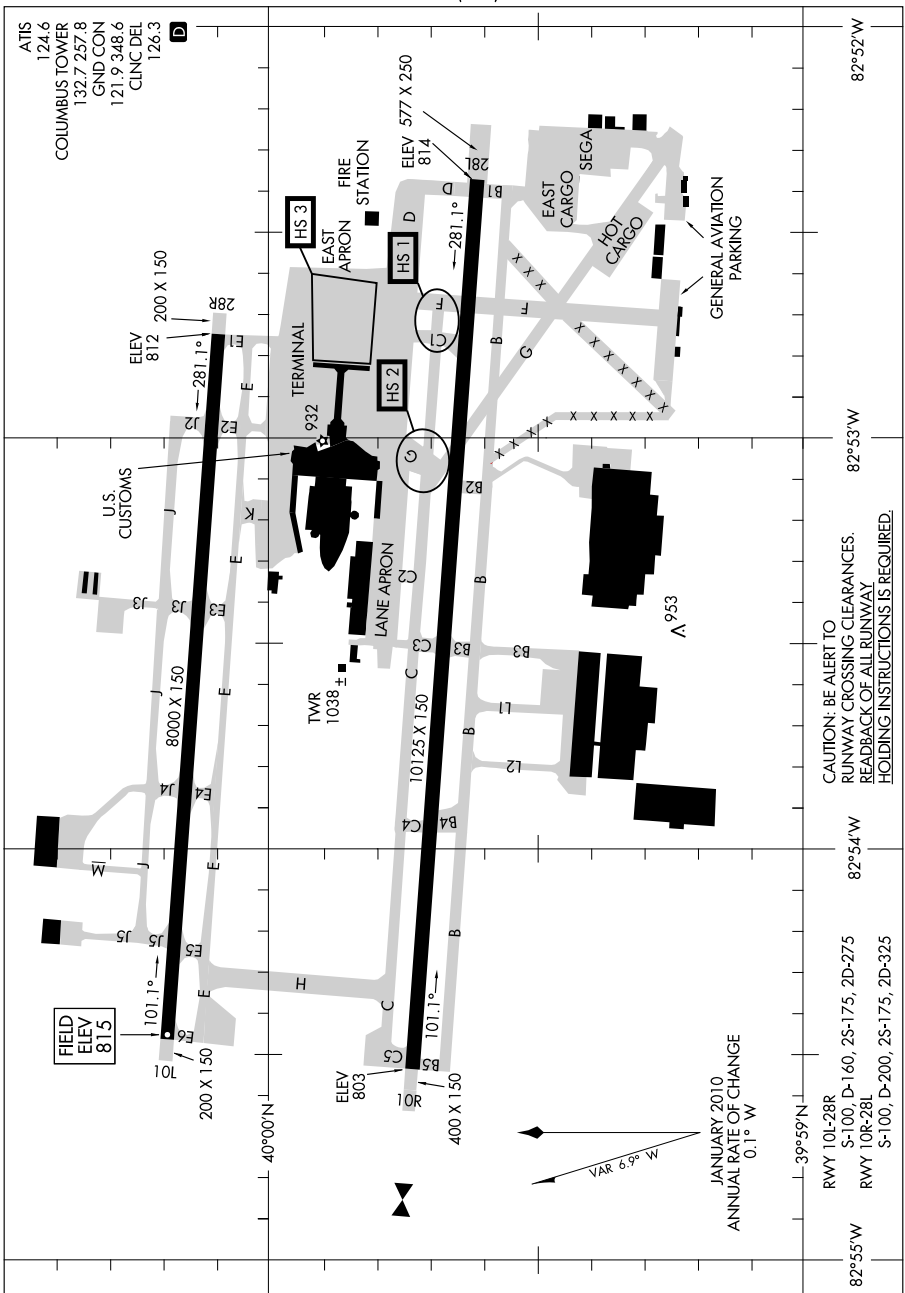 ATIS
124.6
COLUMBUS TOWER
132.7 257.8
GND CON
121.9 348.6
CLNC DEL
126.3
D
82°52'W
82°53'W
82°54'W
82°55'W
40°00'N
39°59'N
FIELD
ELEV
815
10L
200 X 150
101.1°
8000 X 150
ELEV
812
200 X 150
28R
281.1°
J
J
J
J2
J3
J3
J4
J5
J5
M
E
E
E
E
E
E
E1
E2
E3
E4
E5
E6
K
H
U.S.
CUSTOMS
TERMINAL
932
HS 3
EAST
APRON
FIRE
STATION
HS 1
HS 2
LANE APRON
TWR
1038 ±
ELEV
803
10R
400 X 150
101.1°
10125 X 150
281.1°
ELEV
814
577 X 250
28L
C
C
C1
C2
C3
C4
C5
D
D
F
F
G
G
B
B
B
B
B1
B2
B3
B3
B4
B5
L1
L2
953
EAST
CARGO
SEGA
HOT
CARGO
GENERAL AVIATION
PARKING
X X X
X X X X X X
X X X X X X X X
JANUARY 2010
ANNUAL RATE OF CHANGE
0.1° W
VAR 6.9° W
CAUTION: BE ALERT TO
RUNWAY CROSSING CLEARANCES.
READBACK OF ALL RUNWAY
HOLDING INSTRUCTIONS IS REQUIRED.
RWY 10L-28R
S-100, D-160, 2S-175, 2D-275
RWY 10R-28L
S-100, D-200, 2S-175, 2D-325